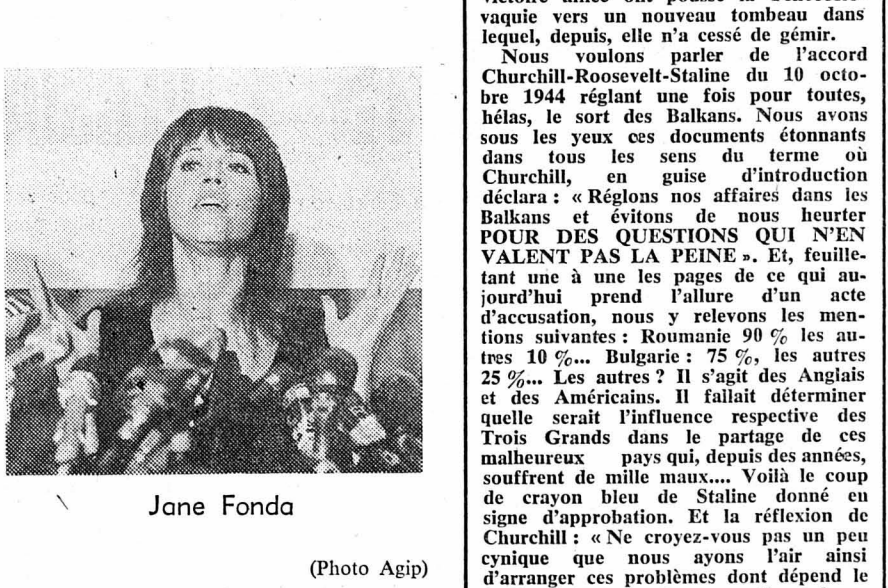 Jane Fonda
(Photo Agip)
vaquie vers un nouveau tombeau dans
lequel, depuis, elle n'a cessé de gémir.
Nous voulons parler de l'accord
Churchill-Roosevelt-Staline du 10 octo-
bre 1944 réglant une fois pour toutes,
hélas, le sort des Balkans. Nous avons
sous les yeux ces documents étonnants
dans tous les sens du terme où
Churchill, en guise d'introduction
déclara : « Réglons nos affaires dans les
Balkans et évitons de nous heurter
POUR DES QUESTIONS QUI N'EN
VALENT PAS LA PEINE ». Et, feuille-
tant une à une les pages de ce qui au-
jourd'hui prend l'allure d'un acte
d'accusation, nous y relevons les men-
tions suivantes : Roumanie 90 % les au-
tres 10 %... Bulgarie : 75 %, les autres
25 %... Les autres ? Il s'agit des Anglais
et des Américains. Il fallait déterminer
quelle serait l'influence respective des
Trois Grands dans le partage de ces
malheureux pays qui, depuis des années,
souffrent de mille maux.... Voilà le coup
de crayon bleu de Staline donné en
signe d'approbation. Et la réflexion de
Churchill : « Ne croyez-vous pas un peu
cynique que nous ayons l'air ainsi
d'arranger ces problèmes dont dépend le